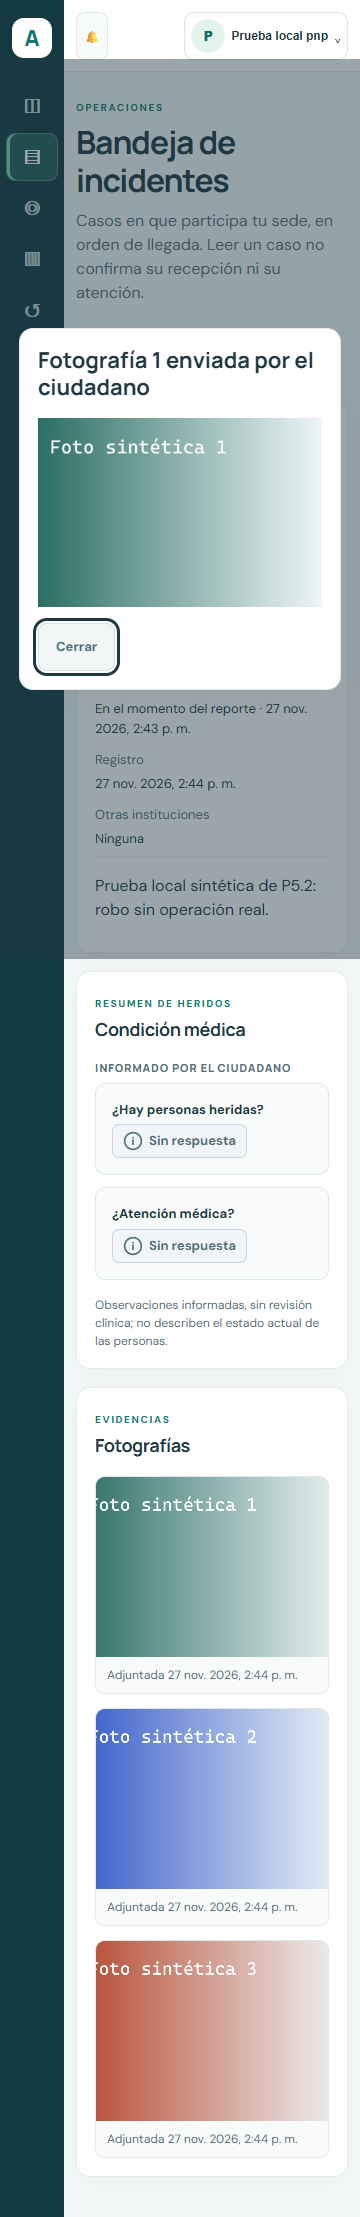 A
P Prueba local pnp
OPERACIONES
Bandeja de
incidentes
Casos en que participa tu sede, en
orden de llegada. Leer un caso no
confirma su recepción ni su
atención.
Fotografía 1 enviada por el
ciudadano
Foto sintética 1
Cerrar
En el momento del reporte · 27 nov.
2026, 2:43 p. m.
Registro
27 nov. 2026, 2:44 p. m.
Otras instituciones
Ninguna
Prueba local sintética de P5.2:
robo sin operación real.
RESUMEN DE HERIDOS
Condición médica
INFORMADO POR EL CIUDADANO
¿Hay personas heridas?
Sin respuesta
¿Atención médica?
Sin respuesta
Observaciones informadas, sin revisión
clínica; no describen el estado actual de
las personas.
EVIDENCIAS
Fotografías
Foto sintética 1
Adjuntada 27 nov. 2026, 2:44 p. m.
Foto sintética 2
Adjuntada 27 nov. 2026, 2:44 p. m.
Foto sintética 3
Adjuntada 27 nov. 2026, 2:44 p. m.